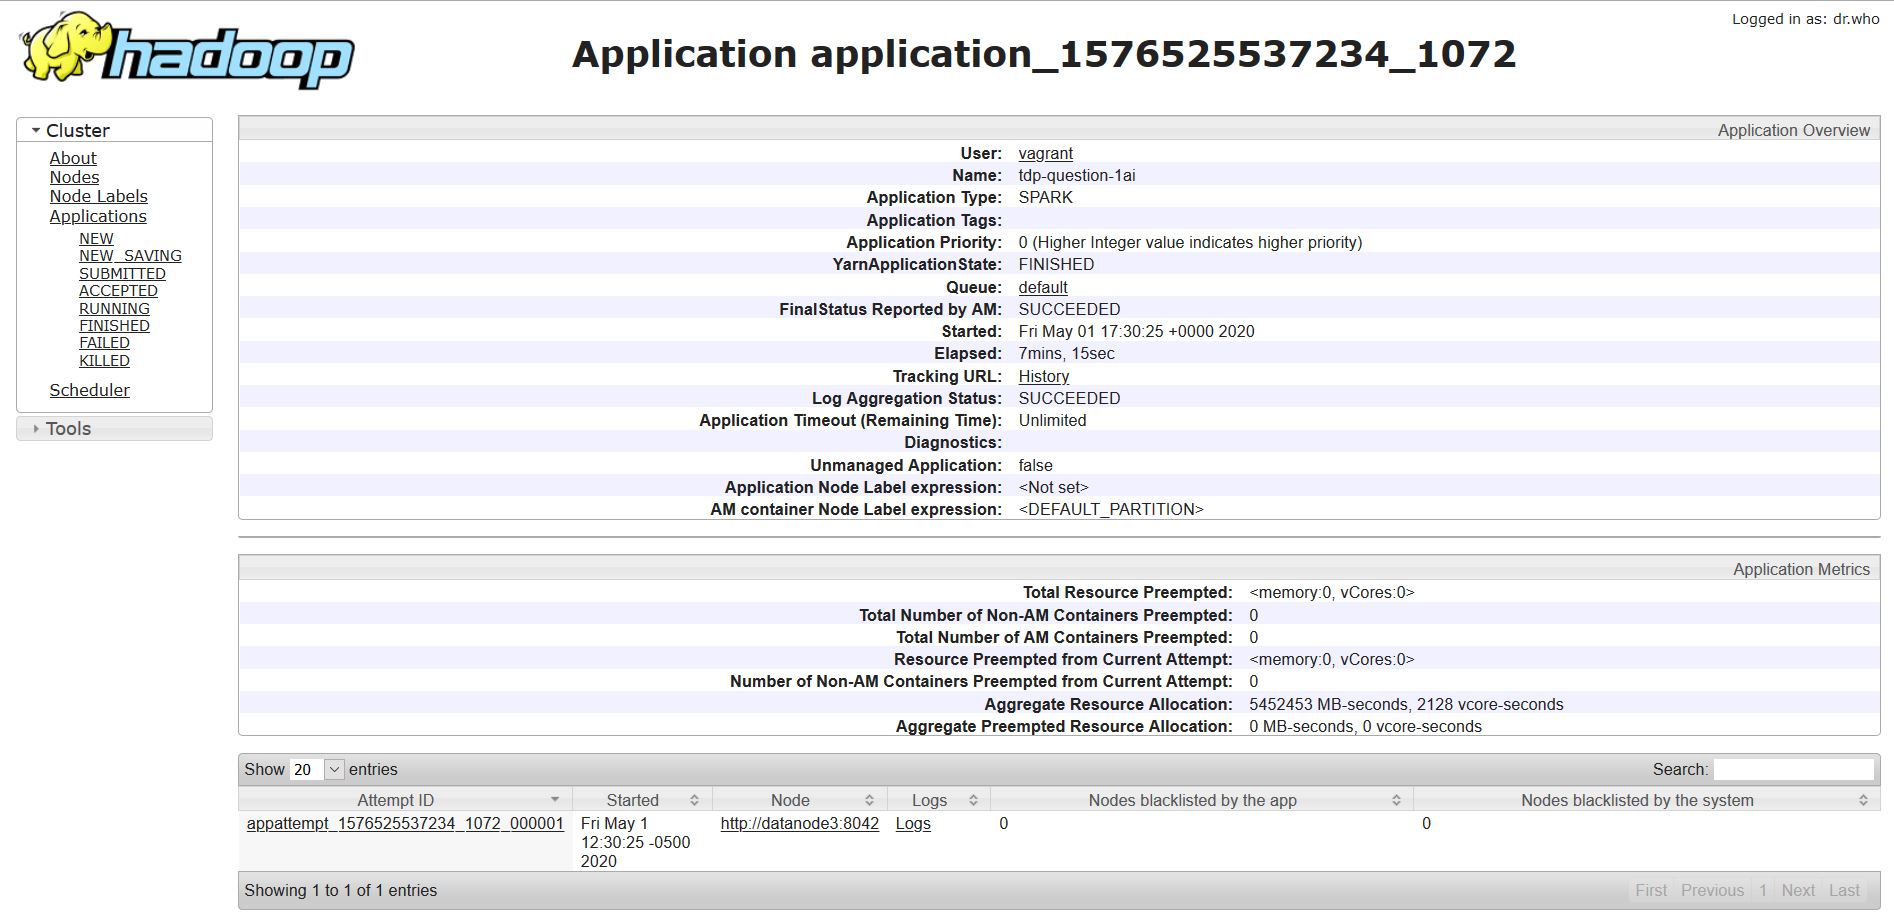 Logged in as: dr.who
hadoop
Application application_1576525537234_1072
Cluster
About
Nodes
Node Labels
Applications
NEW
NEW_SAVING
SUBMITTED
ACCEPTED
RUNNING
FINISHED
FAILED
KILLED
Scheduler
Tools
Application Overview
User: vagrant
Name: tdp-question-1ai
Application Type: SPARK
Application Tags:
Application Priority: 0 (Higher Integer value indicates higher priority)
YarnApplicationState: FINISHED
Queue: default
FinalStatus Reported by AM: SUCCEEDED
Started: Fri May 01 17:30:25 +0000 2020
Elapsed: 7mins, 15sec
Tracking URL: History
Log Aggregation Status: SUCCEEDED
Application Timeout (Remaining Time): Unlimited
Diagnostics:
Unmanaged Application: false
Application Node Label expression: <Not set>
AM container Node Label expression: <DEFAULT_PARTITION>
Application Metrics
Total Resource Preempted: <memory:0, vCores:0>
Total Number of Non-AM Containers Preempted: 0
Total Number of AM Containers Preempted: 0
Resource Preempted from Current Attempt: <memory:0, vCores:0>
Number of Non-AM Containers Preempted from Current Attempt: 0
Aggregate Resource Allocation: 5452453 MB-seconds, 2128 vcore-seconds
Aggregate Preempted Resource Allocation: 0 MB-seconds, 0 vcore-seconds
Show 20 entries Search:
Attempt ID Started Node Logs Nodes blacklisted by the app Nodes blacklisted by the system
appattempt_1576525537234_1072_000001 Fri May 1 http://datanode3:8042 Logs 0 0
12:30:25 -0500
2020
Showing 1 to 1 of 1 entries First Previous 1 Next Last